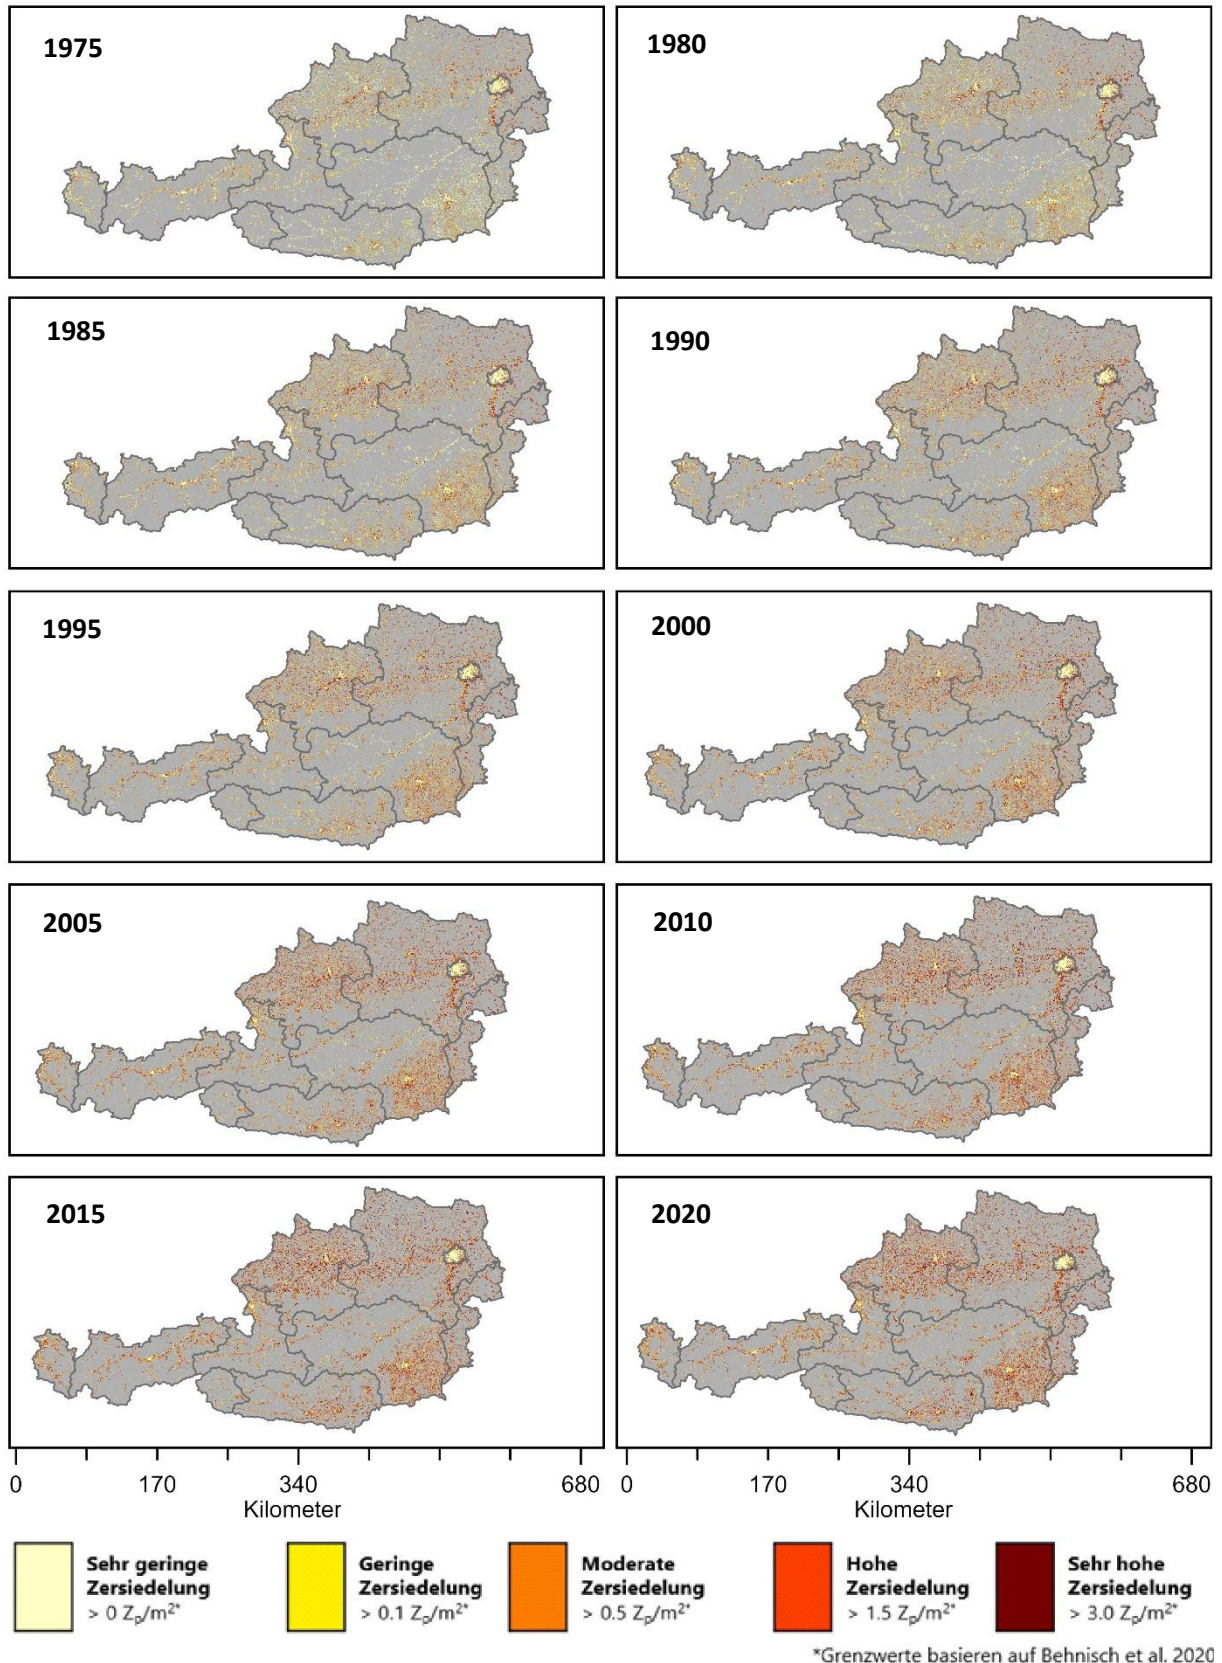 1975
1980
1985
1990
1995
2000
2005
2010
2015
2020
0 170 340 680
Kilometer
0 170 340 680
Kilometer
Sehr geringe
Zersiedelung
> 0 Zp/m²*
Geringe
Zersiedelung
> 0.1 Zp/m²*
Moderate
Zersiedelung
> 0.5 Zp/m²*
Hohe
Zersiedelung
> 1.5 Zp/m²*
Sehr hohe
Zersiedelung
> 3.0 Zp/m²*
*Grenzwerte basieren auf Behnisch et al. 2020